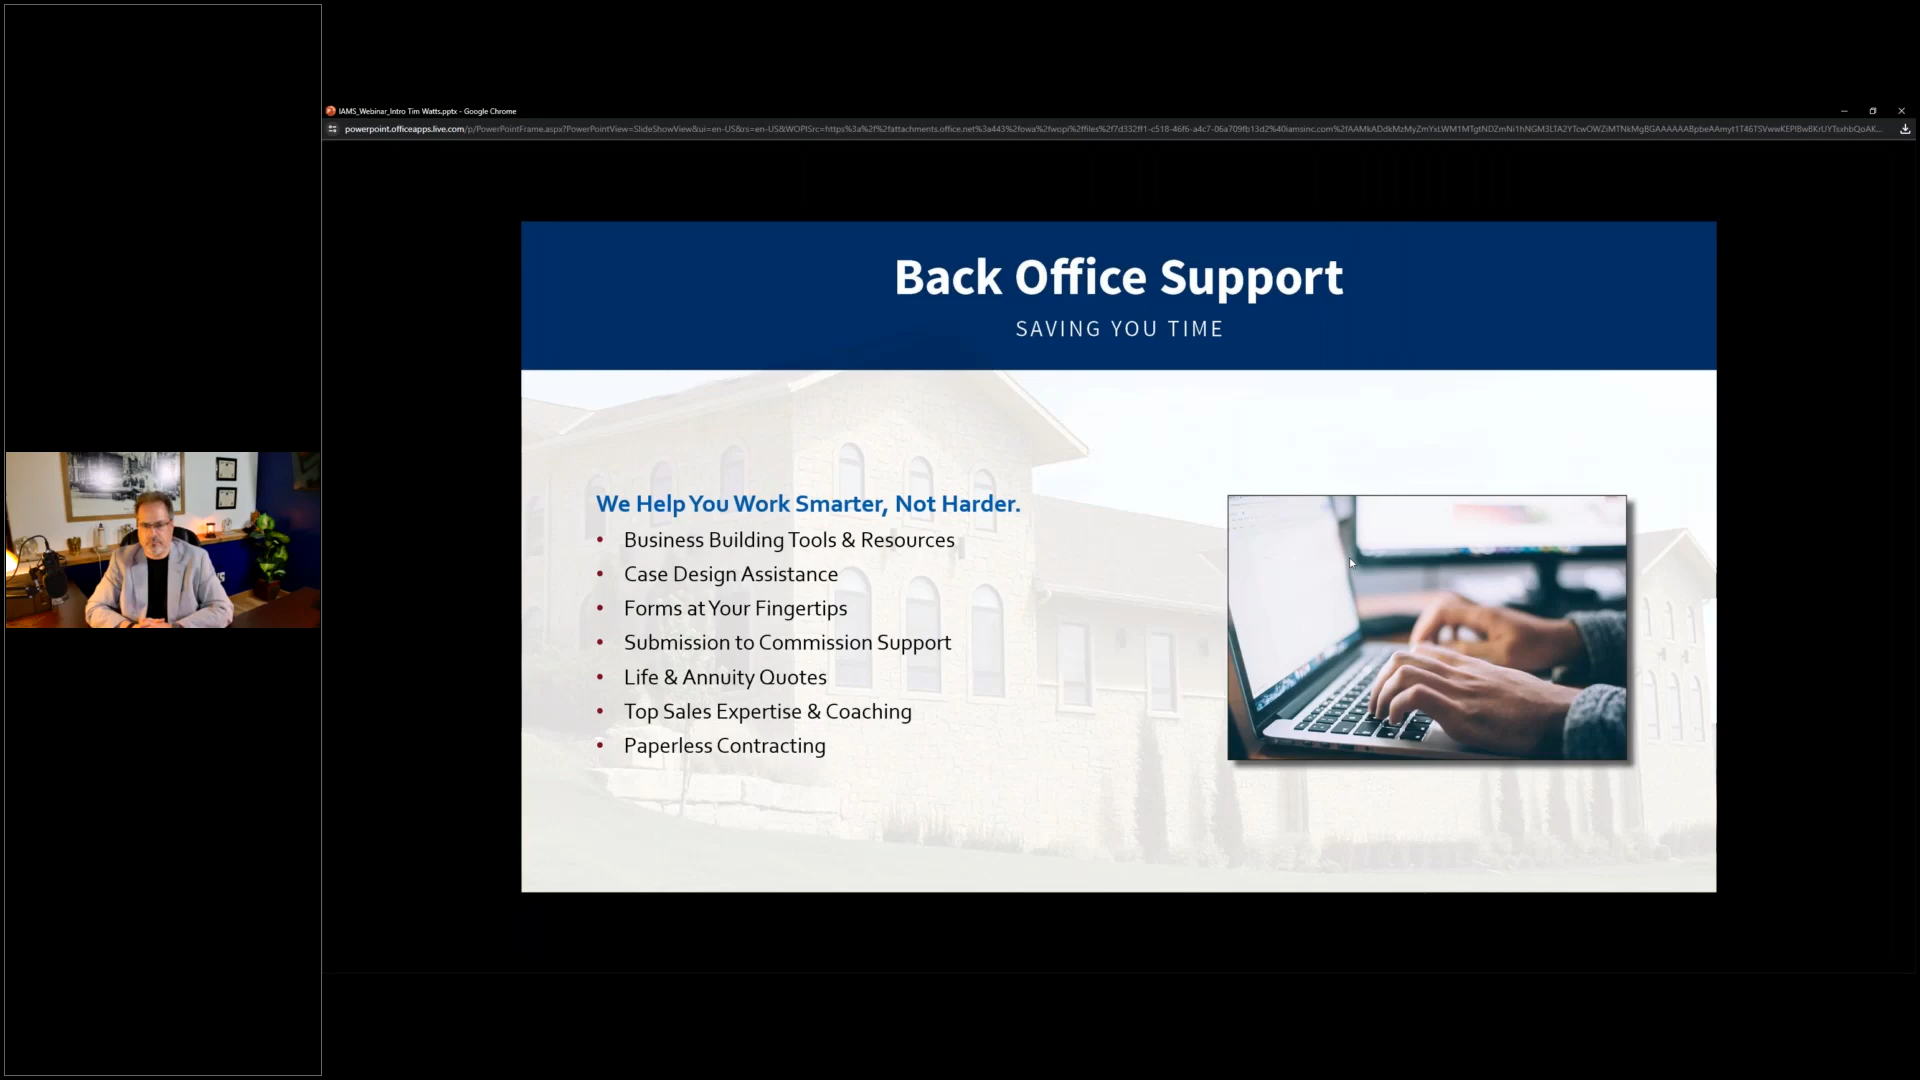 IAMS_Webinar_Intro Tim Watts.pptx - Google Chrome
Back Office Support
SAVING YOU TIME
We Help You Work Smarter, Not Harder.
• Business Building Tools & Resources
• Case Design Assistance
• Forms at Your Fingertips
• Submission to Commission Support
• Life & Annuity Quotes
• Top Sales Expertise & Coaching
• Paperless Contracting